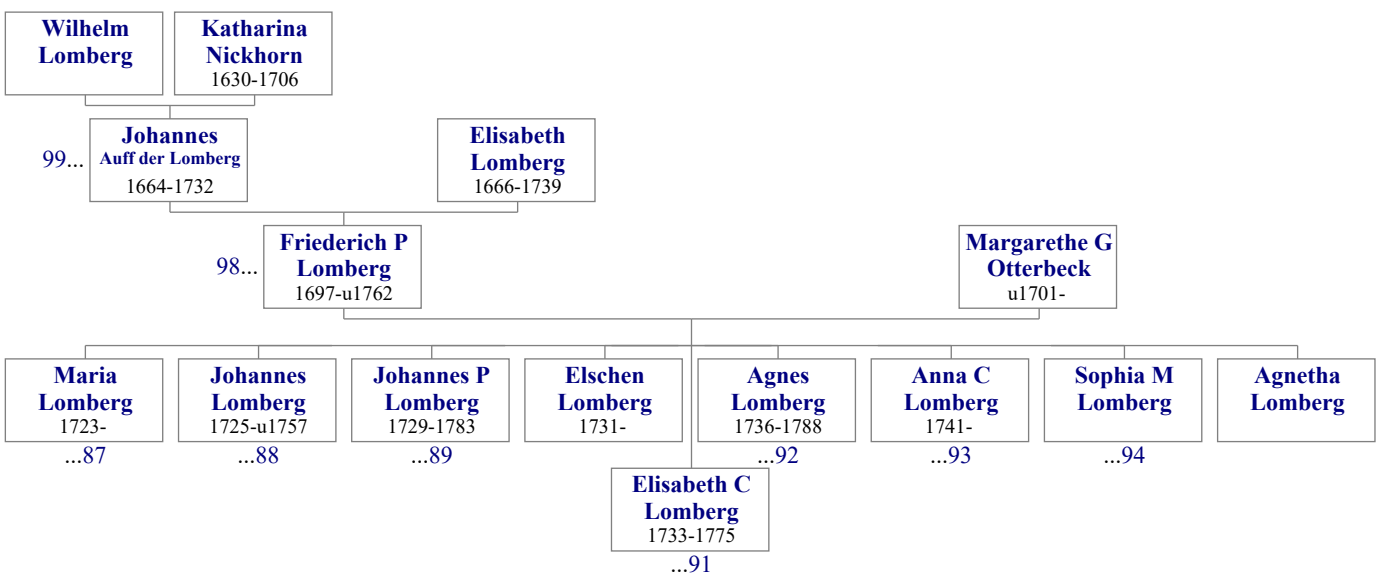 Wilhelm
Lomberg
Katharina
Nickhorn
1630-1706
99...
Johannes
Auff der Lomberg
1664-1732
Elisabeth
Lomberg
1666-1739
98...
Friederich P
Lomberg
1697-u1762
Margarethe G
Otterbeck
u1701-
Maria
Lomberg
1723-
...87
Johannes
Lomberg
1725-u1757
...88
Johannes P
Lomberg
1729-1783
...89
Elschen
Lomberg
1731-
Agnes
Lomberg
1736-1788
...92
Anna C
Lomberg
1741-
...93
Sophia M
Lomberg
...94
Agnetha
Lomberg
Elisabeth C
Lomberg
1733-1775
...91